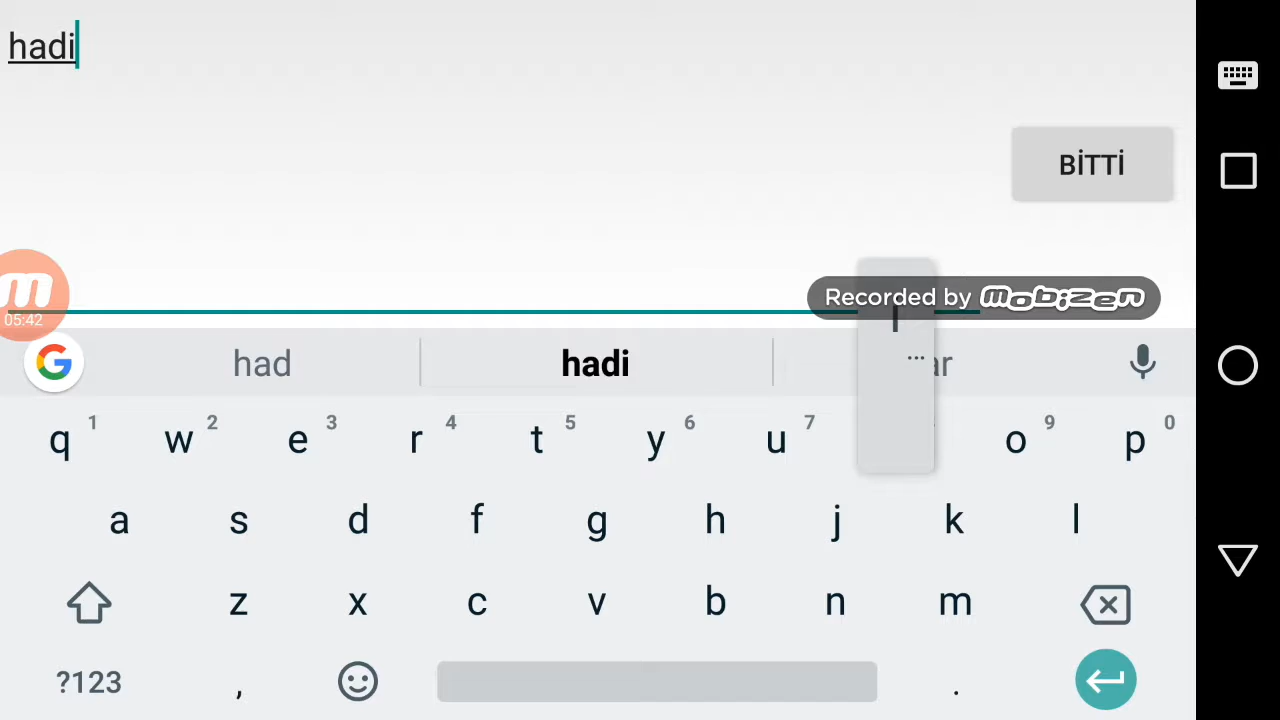 hadi
BİTTİ
05:42
Recorded by mobizen
had
hadi
ar
q 1 w 2 e 3 r 4 t 5 y 6 u 7 o 9 p 0
a s d f g h j k l
z x c v b n m
?123 , .